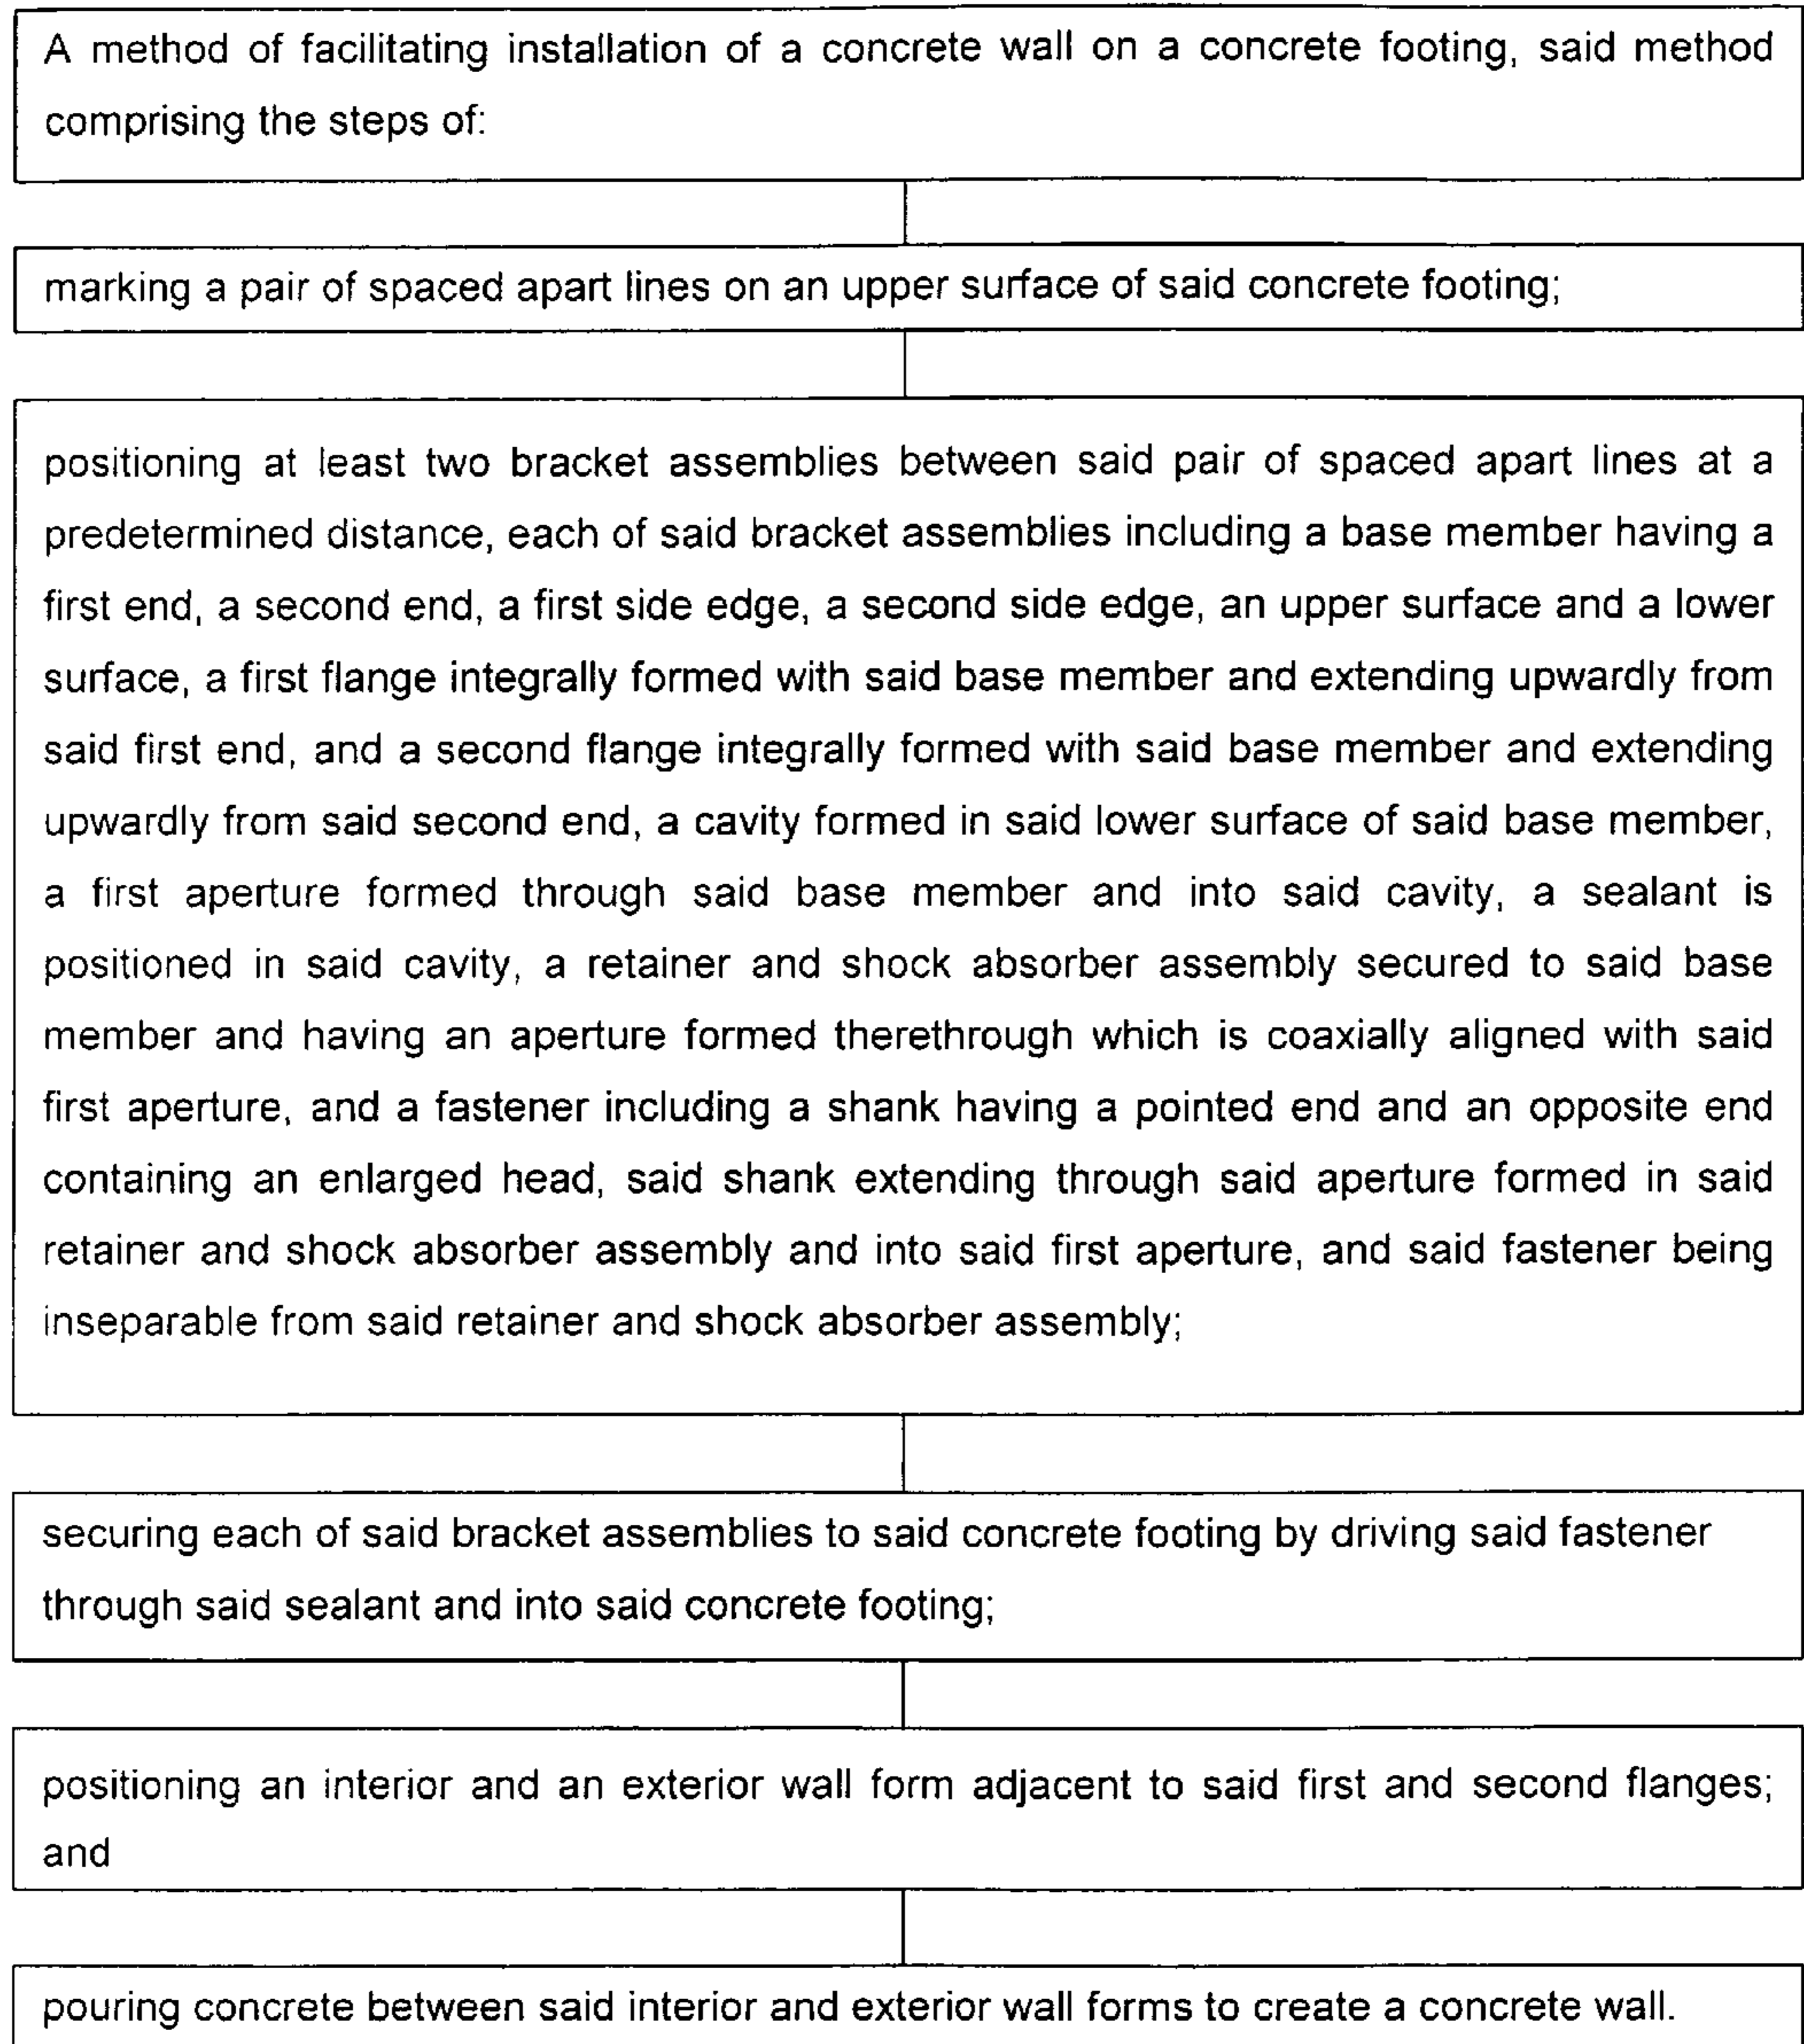 A method of facilitating installation of a concrete wall on a concrete footing, said method
comprising the steps of:
marking a pair of spaced apart lines on an upper surface of said concrete footing;
positioning at least two bracket assemblies between said pair of spaced apart lines at a
predetermined distance, each of said bracket assemblies including a base member having a
first end, a second end, a first side edge, a second side edge, an upper surface and a lower
surface, a first flange integrally formed with said base member and extending upwardly from
said first end, and a second flange integrally formed with said base member and extending
upwardly from said second end, a cavity formed in said lower surface of said base member,
a first aperture formed through said base member and into said cavity, a sealant is
positioned in said cavity, a retainer and shock absorber assembly secured to said base
member and having an aperture formed therethrough which is coaxially aligned with said
first aperture, and a fastener including a shank having a pointed end and an opposite end
containing an enlarged head, said shank extending through said aperture formed in said
retainer and shock absorber assembly and into said first aperture, and said fastener being
inseparable from said retainer and shock absorber assembly;
securing each of said bracket assemblies to said concrete footing by driving said fastener
through said sealant and into said concrete footing;
positioning an interior and an exterior wall form adjacent to said first and second flanges;
and
pouring concrete between said interior and exterior wall forms to create a concrete wall.